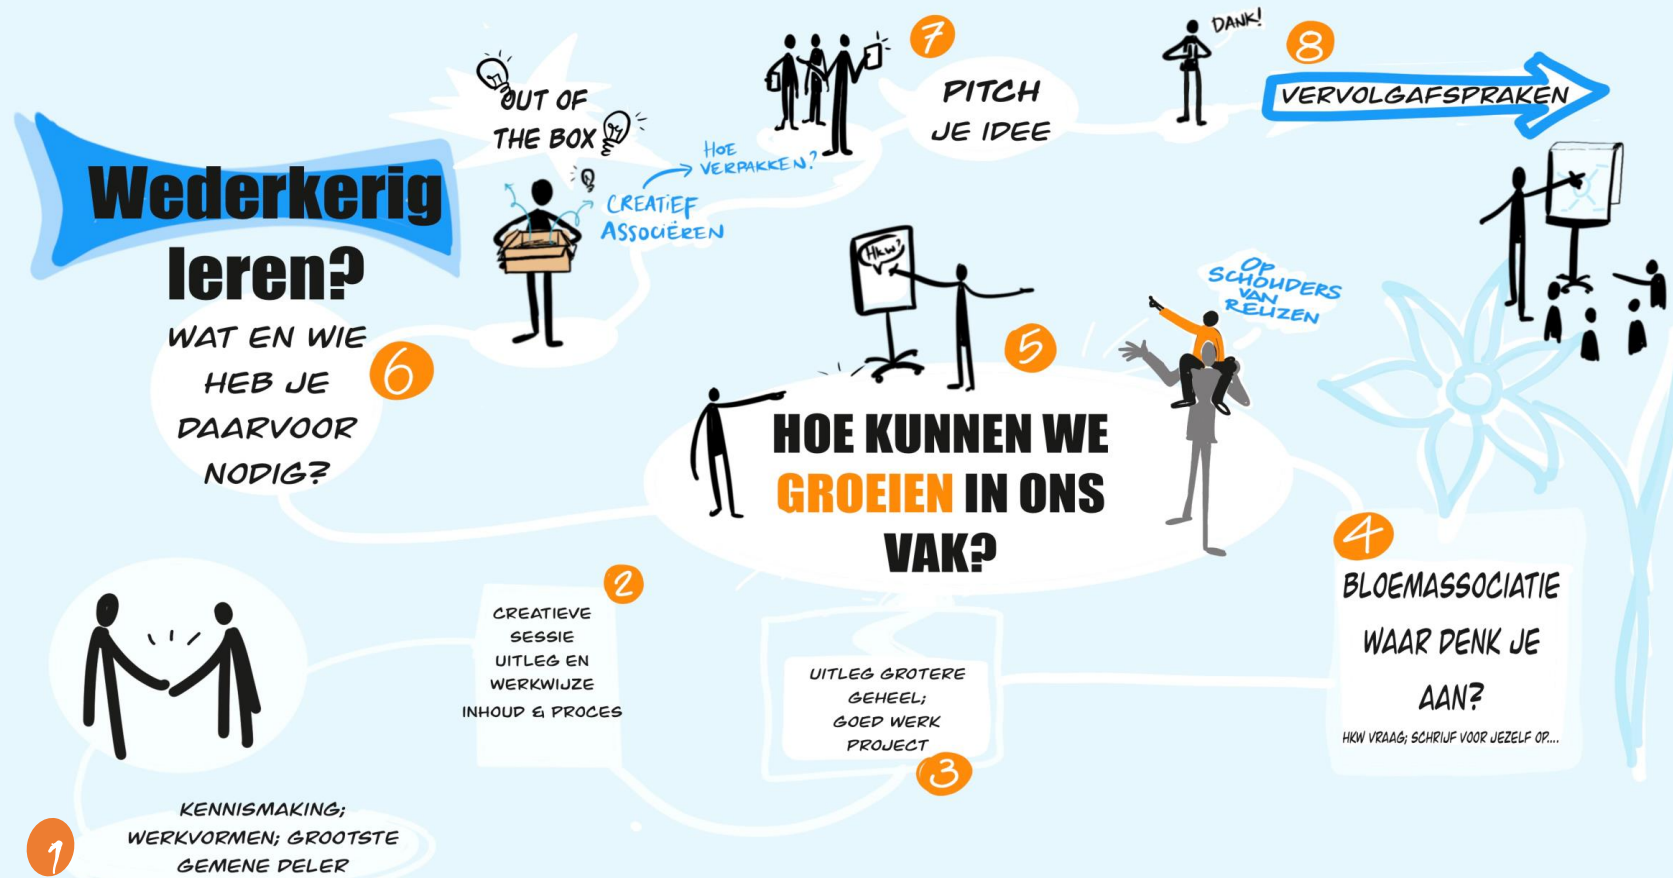 Wederkerig
leren?
WAT EN WIE
HEB JE
DAARVOOR
NODIG?
6
OUT OF
THE BOX
CREATIEF
ASSOCIËREN
HOE
VERPAKKEN?
7
PITCH
JE IDEE
DANK!
8
VERVOLGAFSPRAKEN
HKW?
5
OP
SCHOUDERS
VAN
REUZEN
HOE KUNNEN WE
GROEIEN IN ONS
VAK?
4
BLOEMASSOCIATIE
WAAR DENK JE
AAN?
HKW VRAAG; SCHRIJF VOOR JEZELF OP....
2
CREATIEVE
SESSIE
UITLEG EN
WERKWIJZE
INHOUD & PROCES
UITLEG GROTERE
GEHEEL;
GOED WERK
PROJECT
3
1
KENNISMAKING;
WERKVORMEN; GROOTSTE
GEMENE DELER